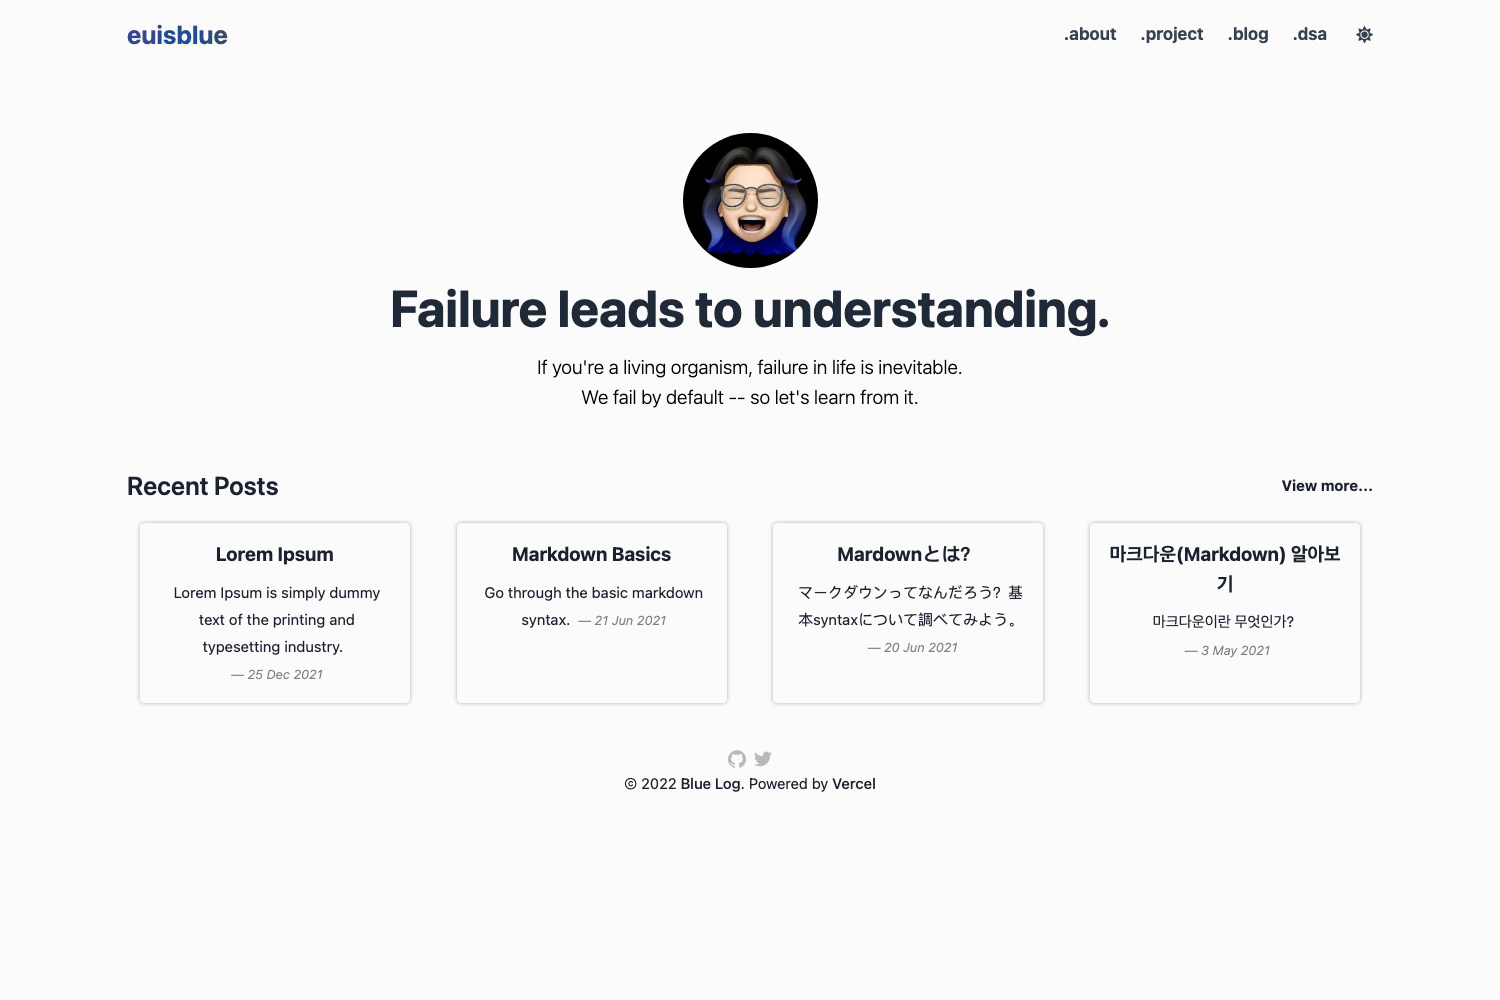 euisblue
.about .project .blog .dsa
Failure leads to understanding.
If you're a living organism, failure in life is inevitable.
We fail by default -- so let's learn from it.
Recent Posts
View more...
Lorem Ipsum
Lorem Ipsum is simply dummy
text of the printing and
typesetting industry.
— 25 Dec 2021
Markdown Basics
Go through the basic markdown
syntax. — 21 Jun 2021
Mardownとは?
マークダウンってなんだろう？基
本syntaxについて調べてみよう。
— 20 Jun 2021
마크다운(Markdown) 알아보
기
마크다운이란 무엇인가?
— 3 May 2021
© 2022 Blue Log. Powered by Vercel